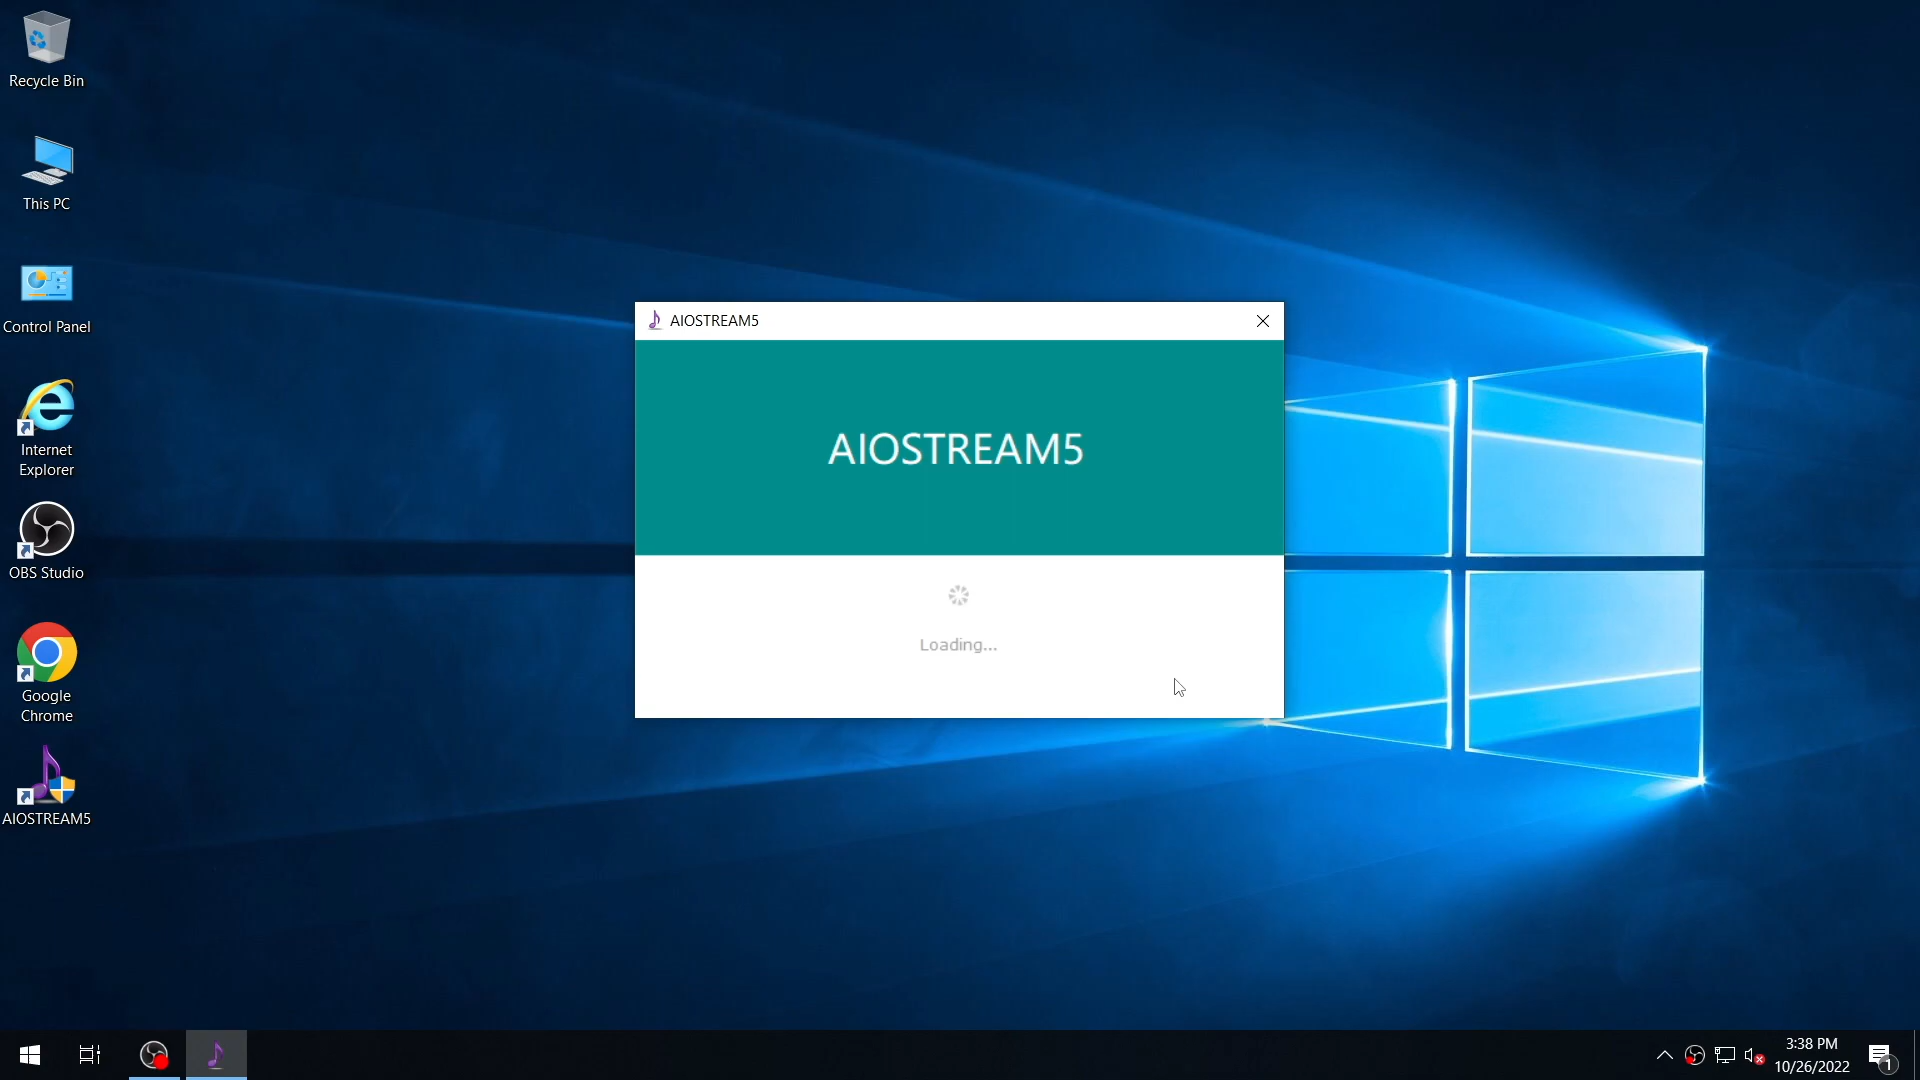 Recycle Bin
This PC
Control Panel
Internet
Explorer
OBS Studio
Google
Chrome
AIOSTREAM5
AIOSTREAM5
AIOSTREAM5
Loading...
3:38 PM
10/26/2022
1